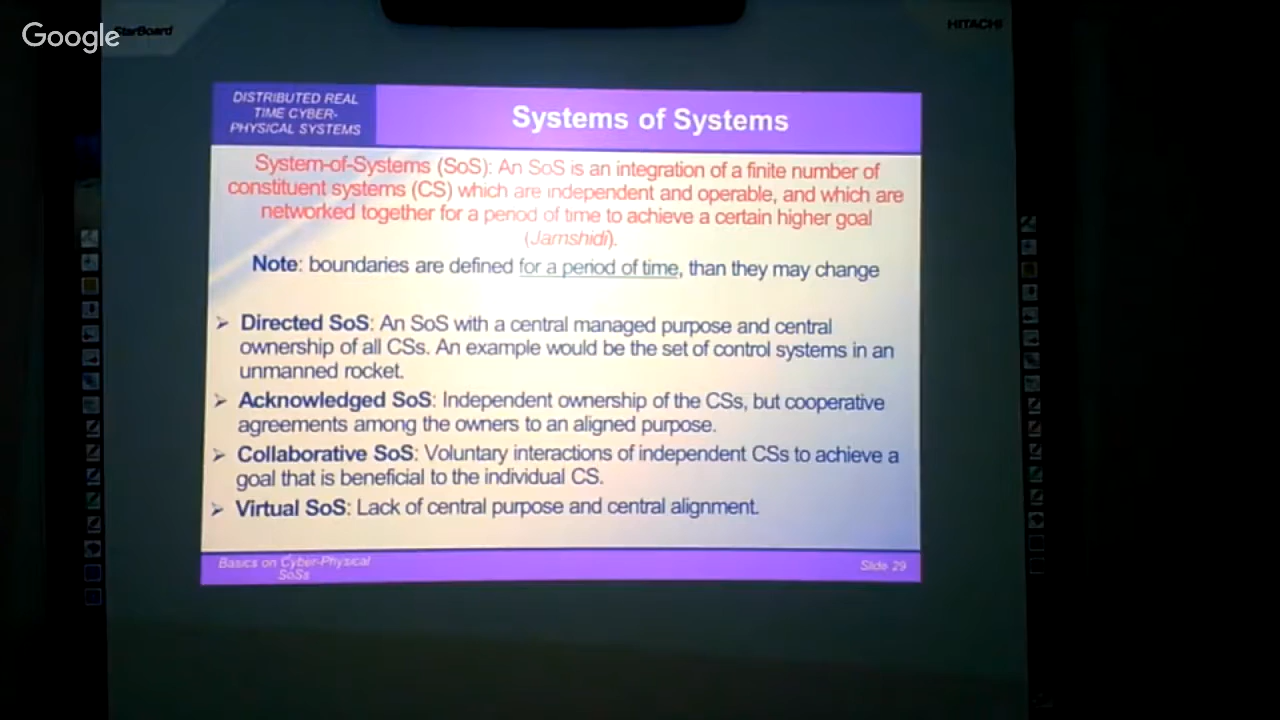 Google
StarBoard
HITACHI
DISTRIBUTED REAL
TIME CYBER-
PHYSICAL SYSTEMS
Systems of Systems
System-of-Systems (SoS): An SoS is an integration of a finite number of
constituent systems (CS) which are independent and operable, and which are
networked together for a period of time to achieve a certain higher goal
(Jamshidi).
Note: boundaries are defined for a period of time, than they may change
➢ Directed SoS: An SoS with a central managed purpose and central
ownership of all CSs. An example would be the set of control systems in an
unmanned rocket.
➢ Acknowledged SoS: Independent ownership of the CSs, but cooperative
agreements among the owners to an aligned purpose.
➢ Collaborative SoS: Voluntary interactions of independent CSs to achieve a
goal that is beneficial to the individual CS.
➢ Virtual SoS: Lack of central purpose and central alignment.
Basics on Cyber-Physical
SoSs
Slide 29